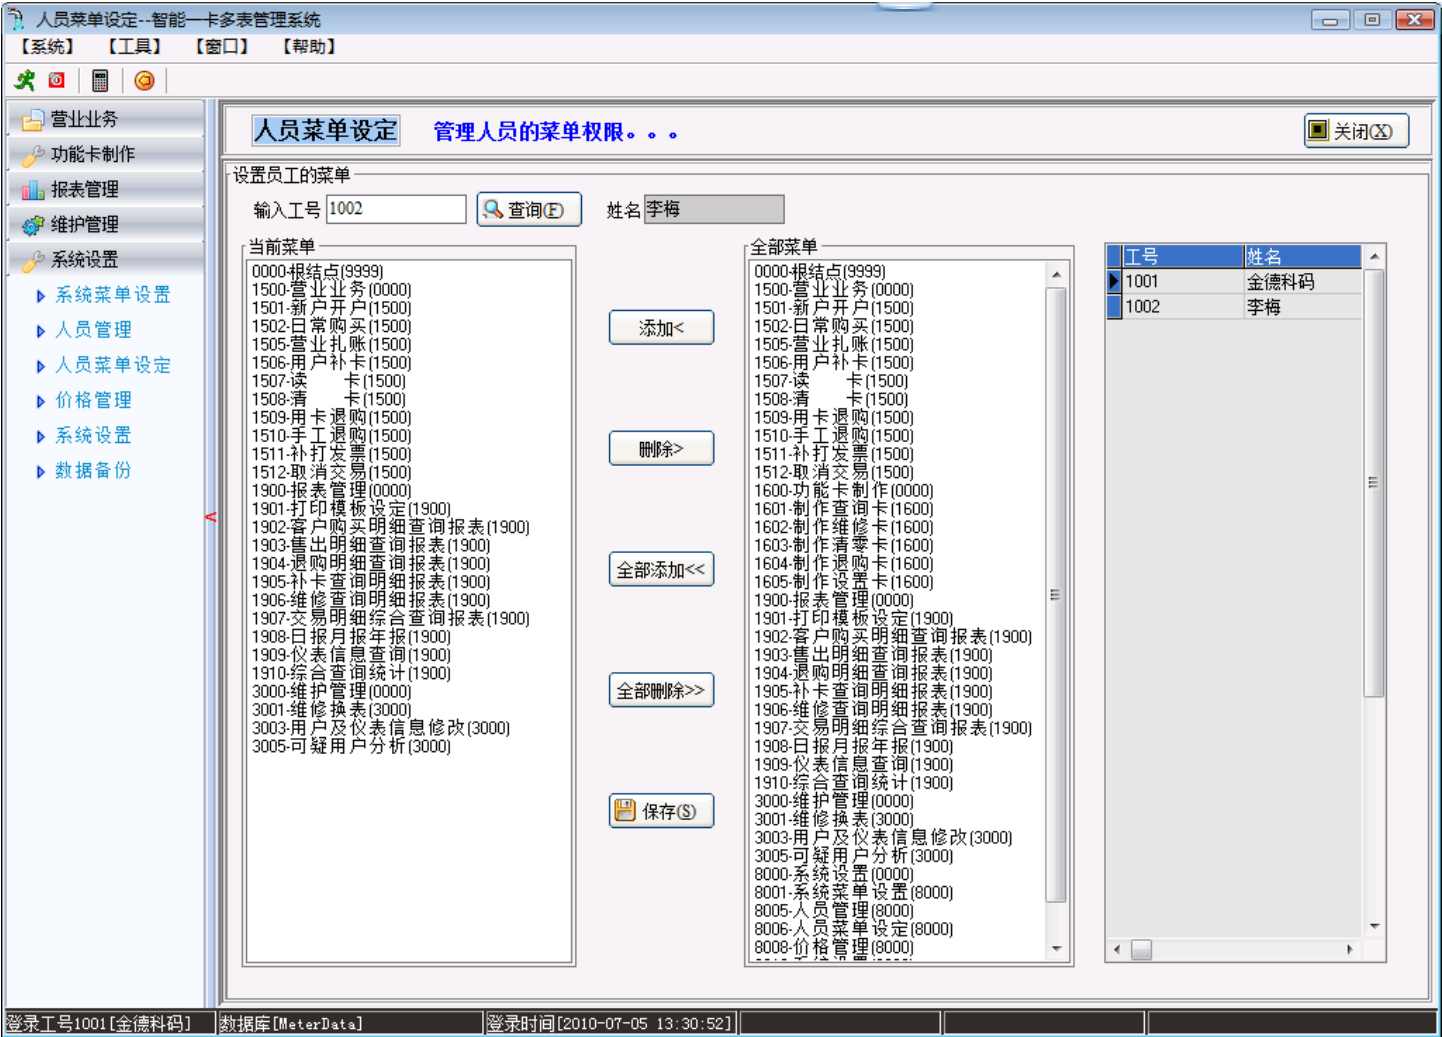 人员菜单设定--智能一卡多表管理系统
【系统】 【工具】 【窗口】 【帮助】
营业业务
功能卡制作
报表管理
维护管理
系统设置
系统菜单设置
人员管理
人员菜单设定
价格管理
系统设置
数据备份
<
人员菜单设定 管理人员的菜单权限。。。 关闭(X)
设置员工的菜单
输入工号 1002 查询(F) 姓名 李梅
当前菜单
0000-根结点(9999)
1500-营业业务(0000)
1501-新户开户(1500)
1502-日常购买(1500)
1505-营业扎账(1500)
1506-用户补卡(1500)
1507-读 卡(1500)
1508-清 卡(1500)
1509-用卡退购(1500)
1510-手工退购(1500)
1511-补打发票(1500)
1512-取消交易(1500)
1900-报表管理(0000)
1901-打印模板设定(1900)
1902-客户购买明细查询报表(1900)
1903-售出明细查询报表(1900)
1904-退购明细查询报表(1900)
1905-补卡查询明细报表(1900)
1906-维修查询明细报表(1900)
1907-交易明细综合查询报表(1900)
1908-日报月报年报(1900)
1909-仪表信息查询(1900)
1910-综合查询统计(1900)
3000-维护管理(0000)
3001-维修换表(3000)
3003-用户及仪表信息修改(3000)
3005-可疑用户分析(3000)
添加<
删除>
全部添加<<
全部删除>>
保存(S)
全部菜单
0000-根结点(9999)
1500-营业业务(0000)
1501-新户开户(1500)
1502-日常购买(1500)
1505-营业扎账(1500)
1506-用户补卡(1500)
1507-读 卡(1500)
1508-清 卡(1500)
1509-用卡退购(1500)
1510-手工退购(1500)
1511-补打发票(1500)
1512-取消交易(1500)
1600-功能卡制作(0000)
1601-制作查询卡(1600)
1602-制作维修卡(1600)
1603-制作清零卡(1600)
1604-制作退购卡(1600)
1605-制作设置卡(1600)
1900-报表管理(0000)
1901-打印模板设定(1900)
1902-客户购买明细查询报表(1900)
1903-售出明细查询报表(1900)
1904-退购明细查询报表(1900)
1905-补卡查询明细报表(1900)
1906-维修查询明细报表(1900)
1907-交易明细综合查询报表(1900)
1908-日报月报年报(1900)
1909-仪表信息查询(1900)
1910-综合查询统计(1900)
3000-维护管理(0000)
3001-维修换表(3000)
3003-用户及仪表信息修改(3000)
3005-可疑用户分析(3000)
8000-系统设置(0000)
8001-系统菜单设置(8000)
8005-人员管理(8000)
8006-人员菜单设定(8000)
8008-价格管理(8000)
工号 姓名
1001 金德科码
1002 李梅
登录工号1001[金德科码] 数据库[MeterData] 登录时间[2010-07-05 13:30:52]